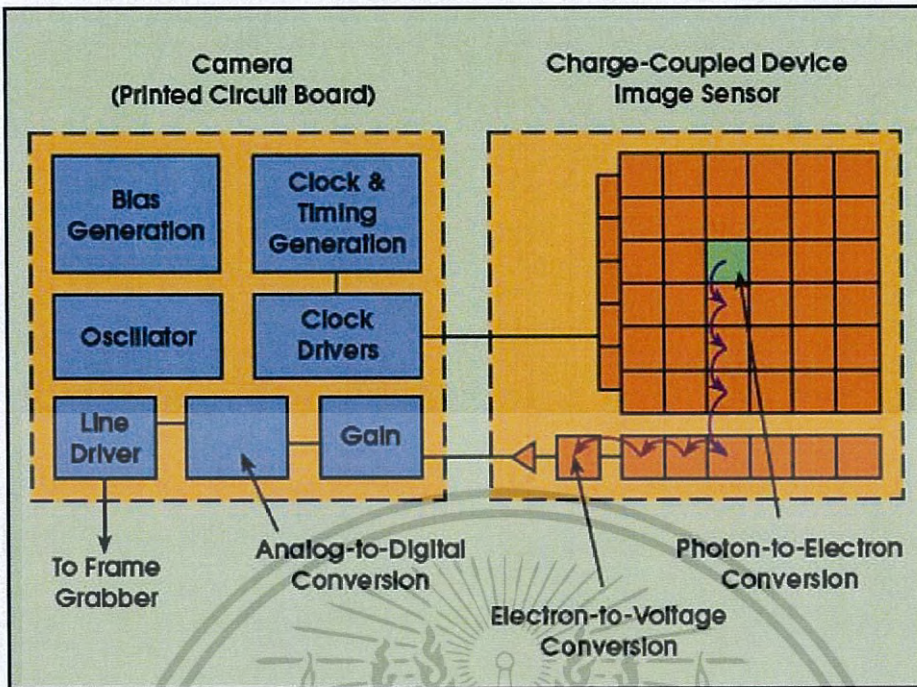 Camera
(Printed Circuit Board)
Charge-Coupled Device
Image Sensor
Bias
Generation
Clock &
Timing
Generation
Oscillator
Clock
Drivers
Line
Driver
Gain
To Frame
Grabber
Analog-to-Digital
Conversion
Electron-to-Voltage
Conversion
Photon-to-Electron
Conversion